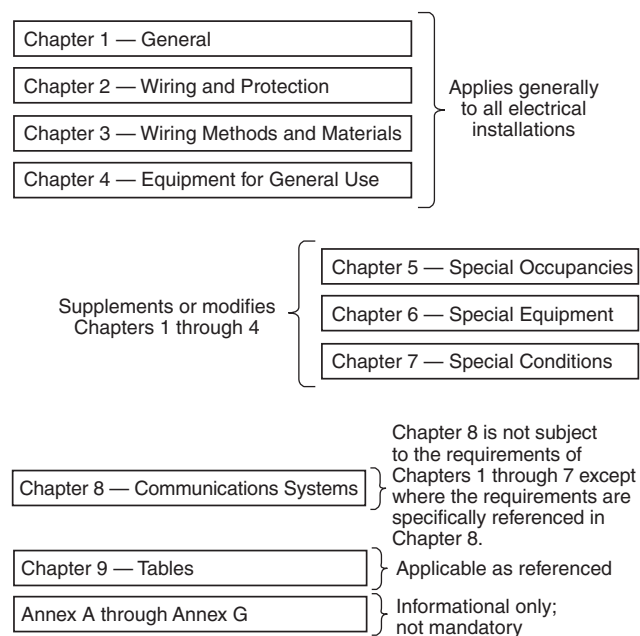 Chapter 1 — General
Chapter 2 — Wiring and Protection
Chapter 3 — Wiring Methods and Materials
Chapter 4 — Equipment for General Use
Applies generally
to all electrical
installations
Supplements or modifies
Chapters 1 through 4
Chapter 5 — Special Occupancies
Chapter 6 — Special Equipment
Chapter 7 — Special Conditions
Chapter 8 — Communications Systems
Chapter 8 is not subject
to the requirements of
Chapters 1 through 7 except
where the requirements are
specifically referenced in
Chapter 8.
Chapter 9 — Tables
Applicable as referenced
Annex A through Annex G
Informational only;
not mandatory